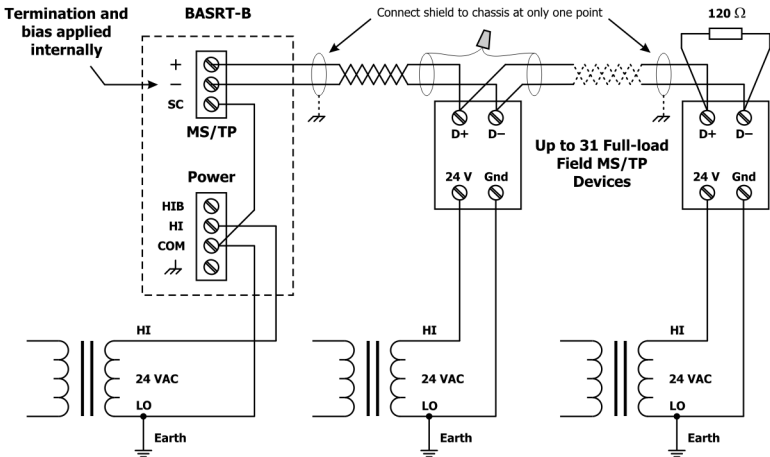 Termination and
bias applied
internally
BASRT-B
Connect shield to chassis at only one point
120 Ω
+
−
SC
MS/TP
D+ D−
D+ D−
Up to 31 Full-load
Field MS/TP
Devices
Power
24 V Gnd
24 V Gnd
HIB
HI
COM
HI
HI
HI
24 VAC
24 VAC
24 VAC
LO
LO
LO
Earth
Earth
Earth